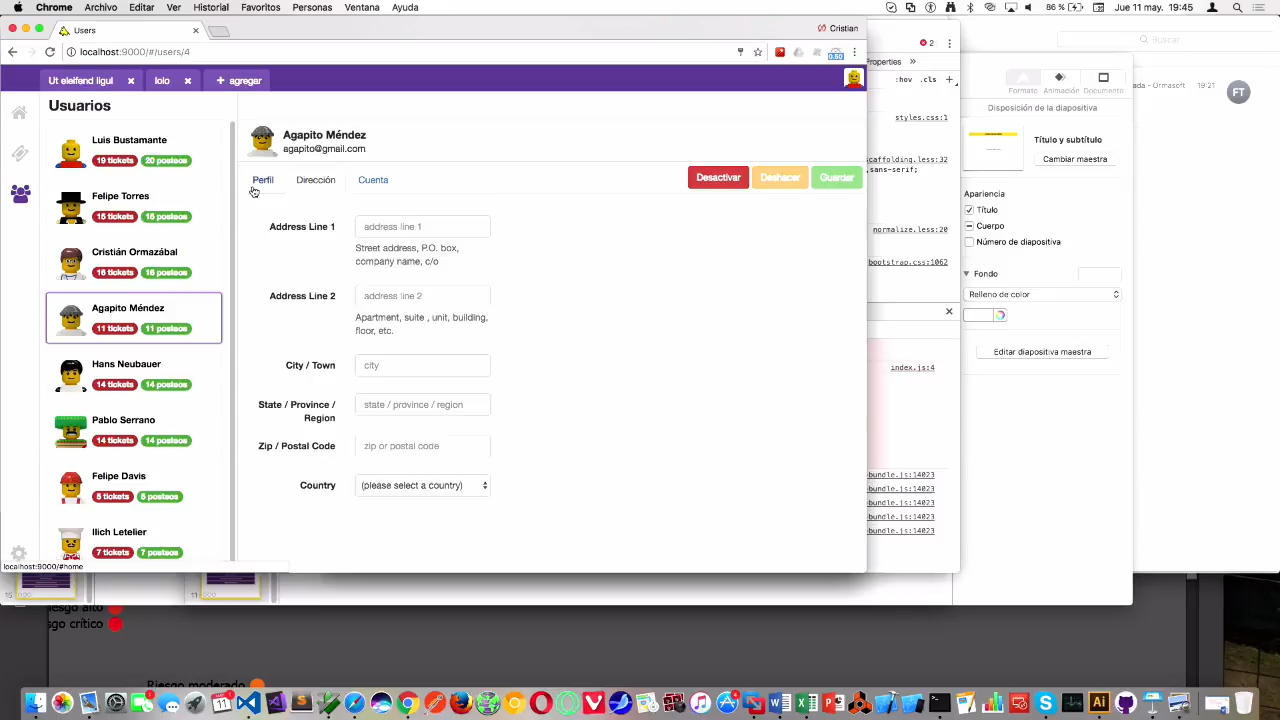 Chrome Archivo Editar Ver Historial Favoritos Personas Ventana Ayuda 86 % Jue 11 may. 19:45
Users
Cristian
localhost:9000/#/users/4
Ut eleifend ligul
lolo
+ agregar
Usuarios
Luis Bustamante
19 tickets 20 posteos
Felipe Torres
15 tickets 15 posteos
Cristián Ormazábal
16 tickets 16 posteos
Agapito Méndez
11 tickets 11 posteos
Hans Neubauer
14 tickets 14 posteos
Pablo Serrano
14 tickets 14 posteos
Felipe Davis
5 tickets 5 posteos
Ilich Letelier
7 tickets 7 posteos
localhost:9000/#home
Agapito Méndez
agapito@gmail.com
Perfil Dirección Cuenta
Desactivar Deshacer Guardar
Address Line 1 address line 1
Street address, P.O. box,
company name, c/o
Address Line 2 address line 2
Apartment, suite , unit, building,
floor, etc.
City / Town city
State / Province /
Region
state / province / region
Zip / Postal Code zip or postal code
Country (please select a country)
2
Properties
:hov .cls +
styles.css:1
scaffolding.less:32
,sans-serif;
normalize.less:20
bootstrap.css:1062
index.js:4
bundle.js:14023
bundle.js:14023
bundle.js:14023
bundle.js:14023
bundle.js:14023
Formato Animación Documento
Disposición de la diapositiva
Título y subtítulo
Cambiar maestra
Apariencia
Título
Cuerpo
Número de diapositiva
Fondo
Relleno de color
Editar diapositiva maestra
Buscar
ada - Ormasoft 19:21
FT
esgo alto
sgo crítico
Riesgo moderado